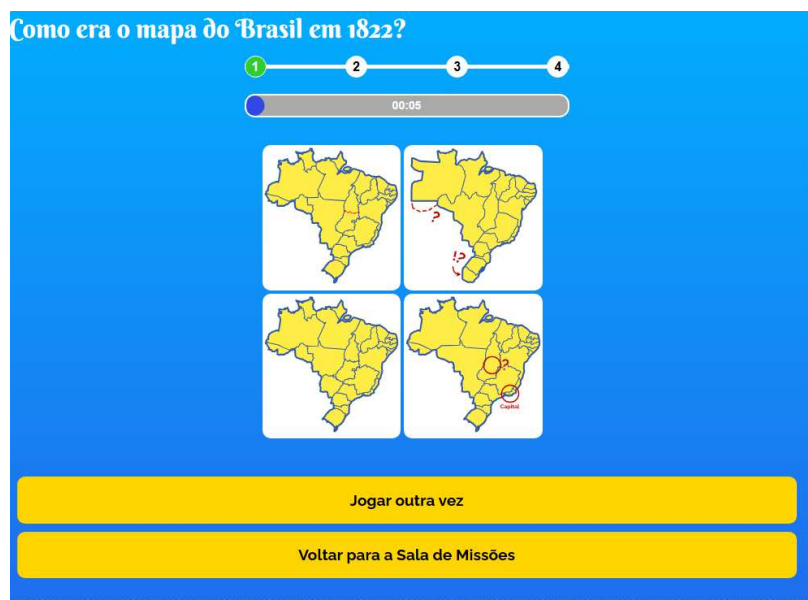 Como era o mapa do Brasil em 1822?
1 2 3 4
00:05
?
!?
?
Capital
Jogar outra vez
Voltar para a Sala de Missões